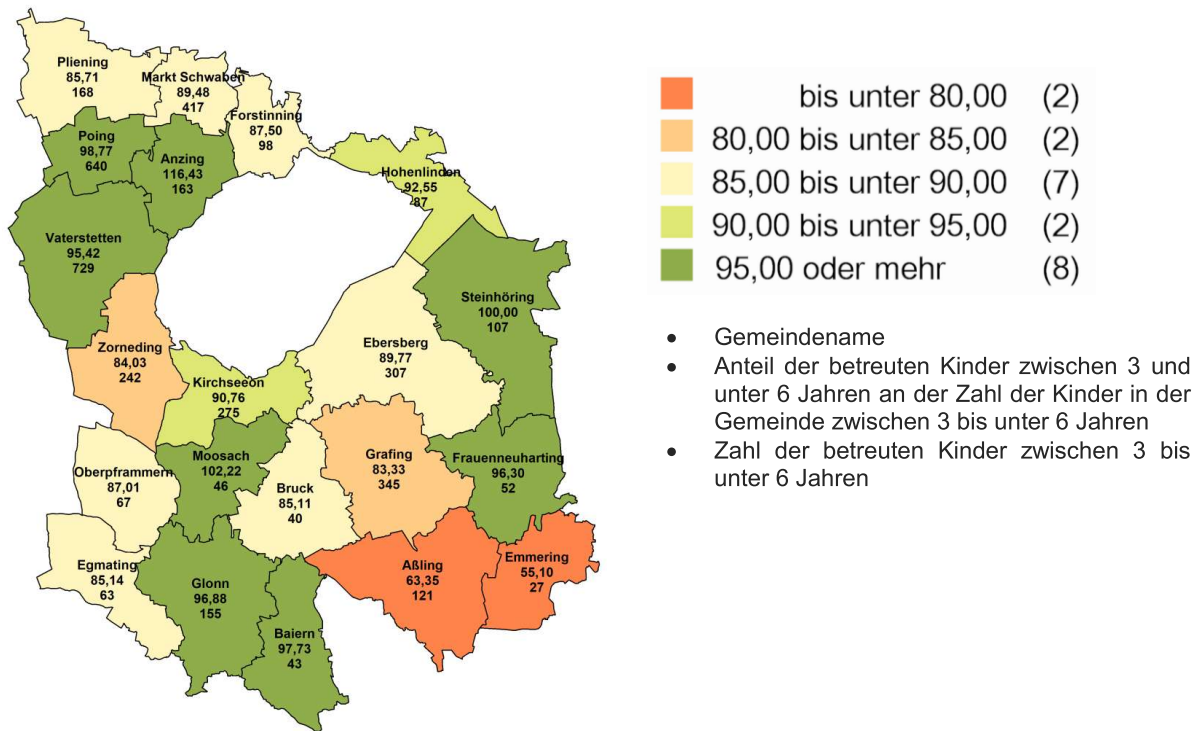 Pliening
85,71
168
Markt Schwaben
89,48
417
Forstinning
87,50
98
Poing
98,77
640
Anzing
116,43
163
Hohenlinden
92,55
87
Vaterstetten
95,42
729
Steinhöring
100,00
107
Zorneding
84,03
242
Ebersberg
89,77
307
Kirchseeon
90,76
275
Moosach
102,22
46
Grafing
83,33
345
Frauenneuharting
96,30
52
Oberpframmern
87,01
67
Bruck
85,11
40
Egmating
85,14
63
Glonn
96,88
155
Aßling
63,35
121
Emmering
55,10
27
Baiern
97,73
43
bis unter 80,00 (2)
80,00 bis unter 85,00 (2)
85,00 bis unter 90,00 (7)
90,00 bis unter 95,00 (2)
95,00 oder mehr (8)
• Gemeindename
• Anteil der betreuten Kinder zwischen 3 und
unter 6 Jahren an der Zahl der Kinder in der
Gemeinde zwischen 3 bis unter 6 Jahren
• Zahl der betreuten Kinder zwischen 3 bis
unter 6 Jahren